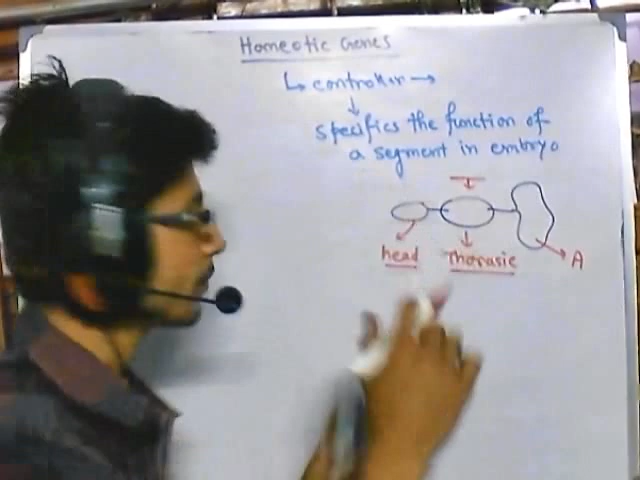 Homeotic Genes
↳ controller →
↓
specifies the function of
a segment in embryo
T
head Thorasic A